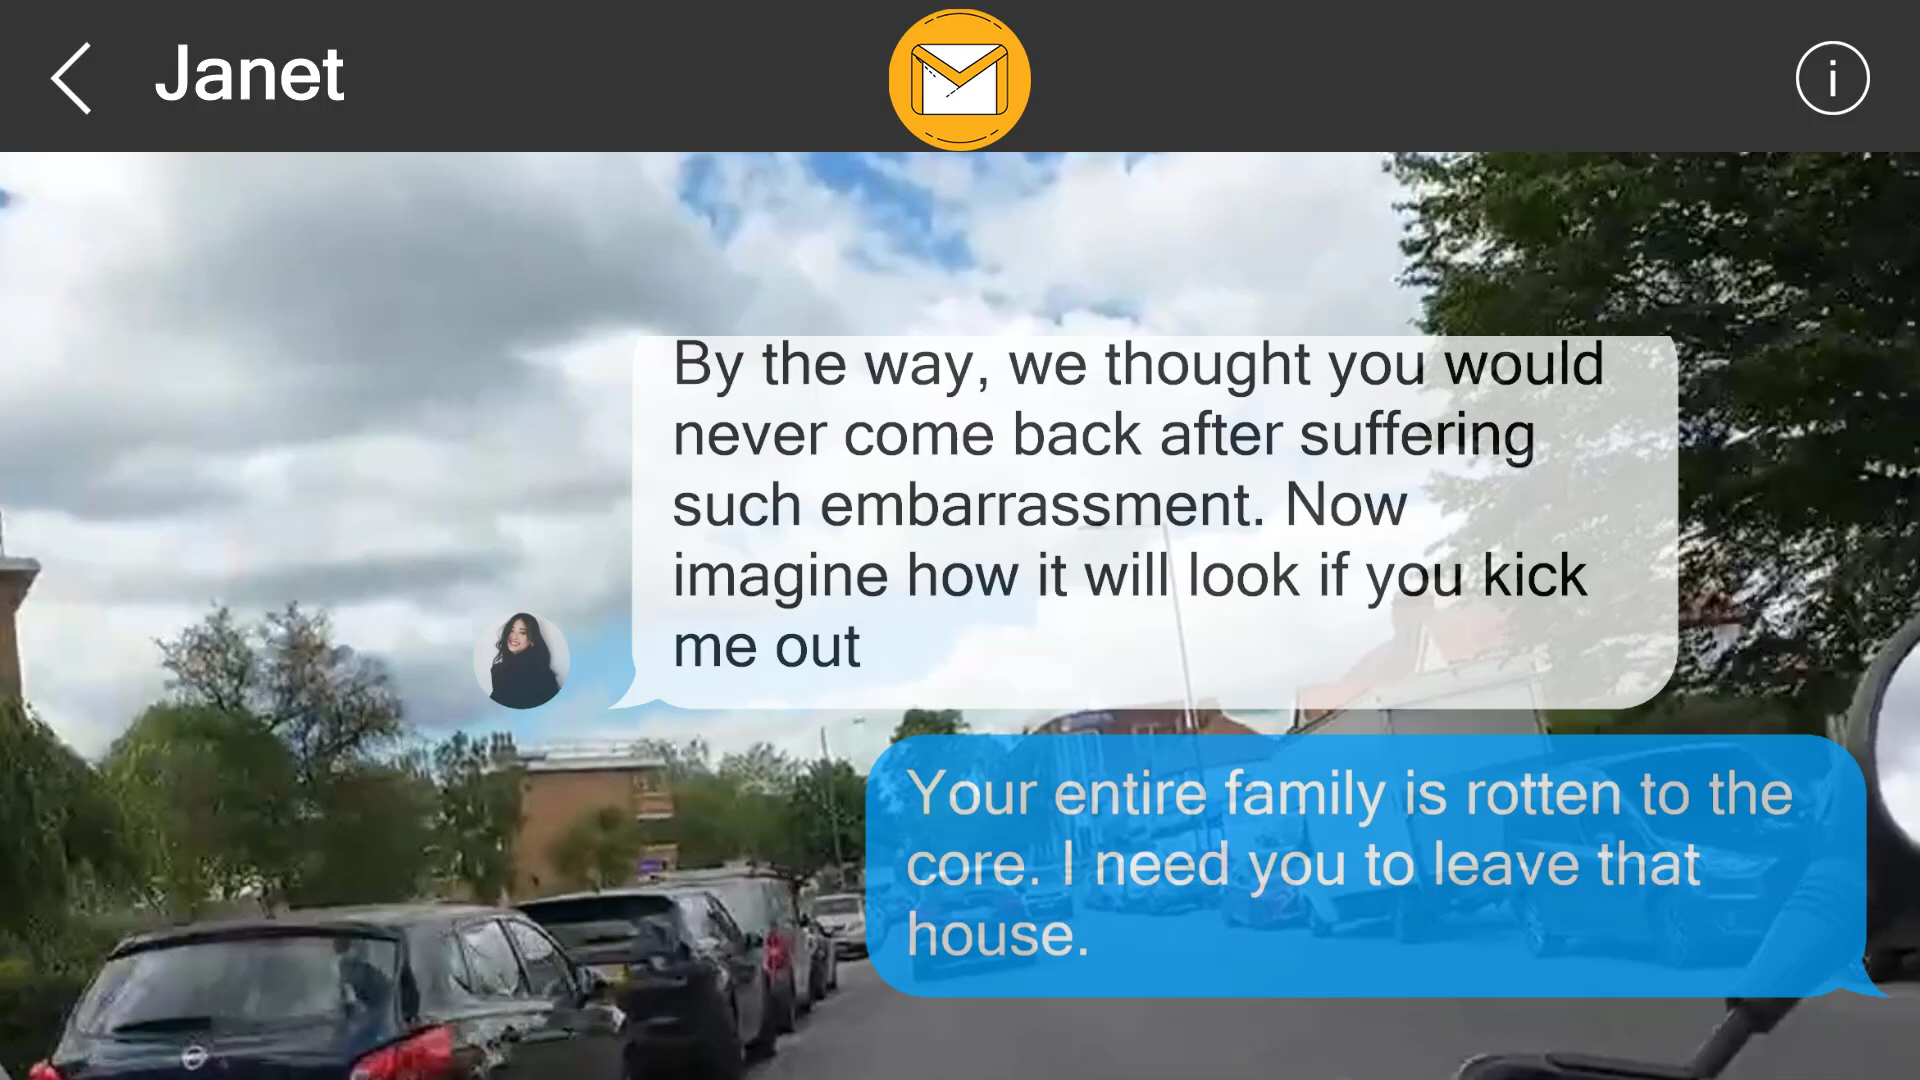 Janet
By the way, we thought you would
never come back after suffering
such embarrassment. Now
imagine how it will look if you kick
me out
Your entire family is rotten to the
core. I need you to leave that
house.